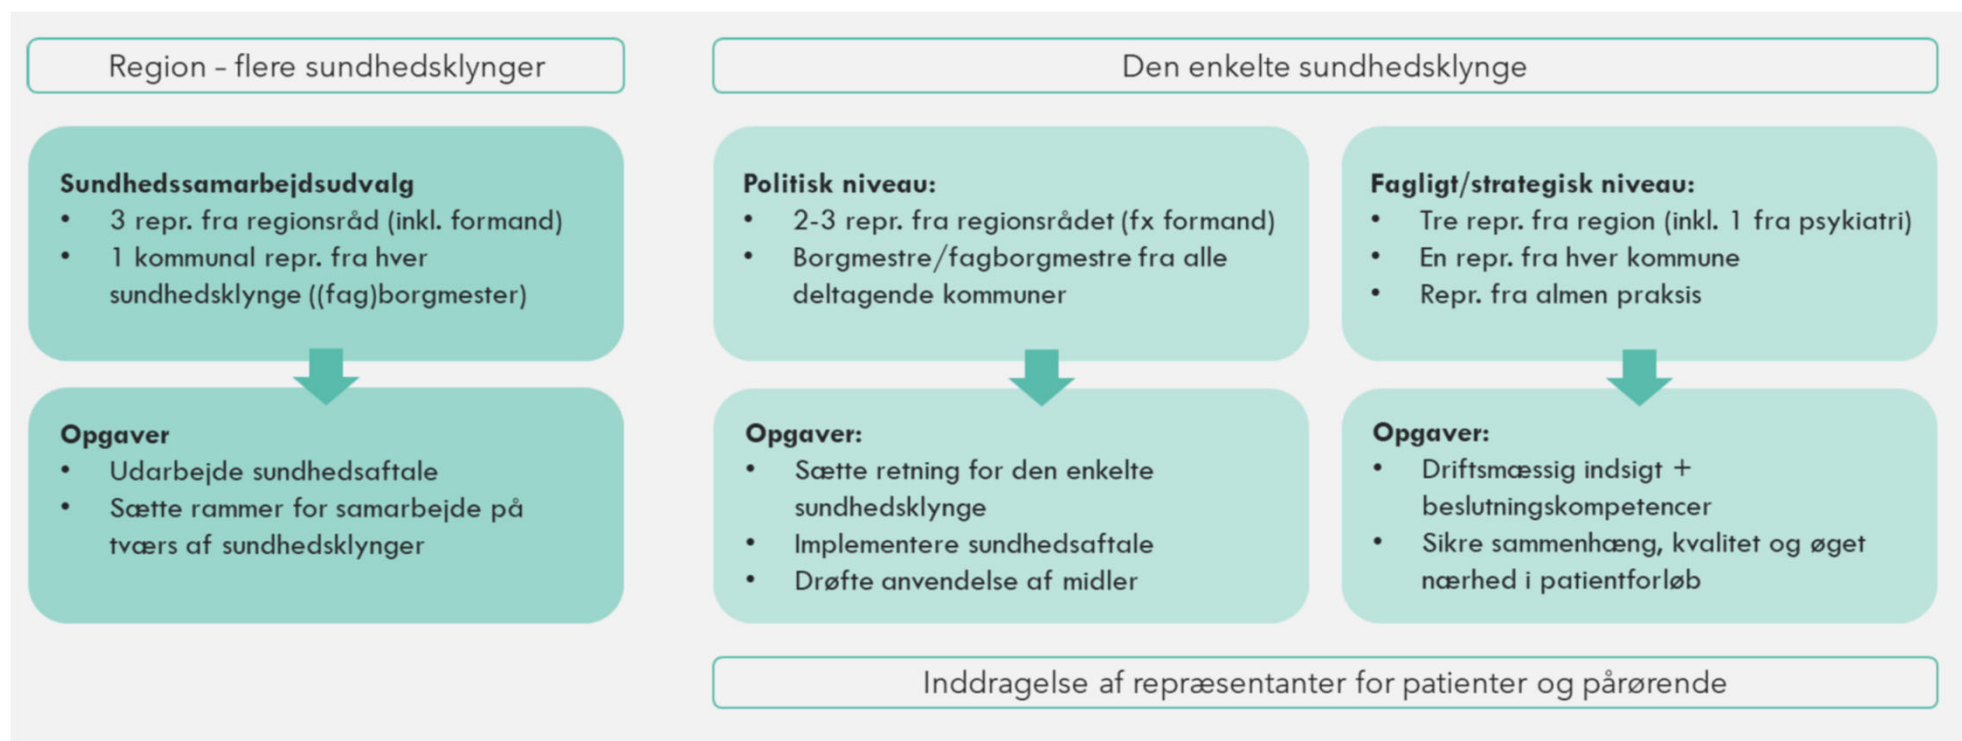 Region – flere sundhedsklynger
Sundhedssamarbejdsudvalg
• 3 repr. fra regionsråd (inkl. formand)
• 1 kommunal repr. fra hver
sundhedsklynge ((fag)borgmester)
Opgaver
• Udarbejde sundhedsaftale
• Sætte rammer for samarbejde på
tværs af sundhedsklynger
Den enkelte sundhedsklynge
Politisk niveau:
• 2-3 repr. fra regionsrådet (fx formand)
• Borgmestre/fagborgmestre fra alle
deltagende kommuner
Opgaver:
• Sætte retning for den enkelte
sundhedsklynge
• Implementere sundhedsaftale
• Drøfte anvendelse af midler
Fagligt/strategisk niveau:
• Tre repr. fra region (inkl. 1 fra psykiatri)
• En repr. fra hver kommune
• Repr. fra almen praksis
Opgaver:
• Driftsmæssig indsigt +
beslutningskompetencer
• Sikre sammenhæng, kvalitet og øget
nærhed i patientforløb
Inddragelse af repræsentanter for patienter og pårørende